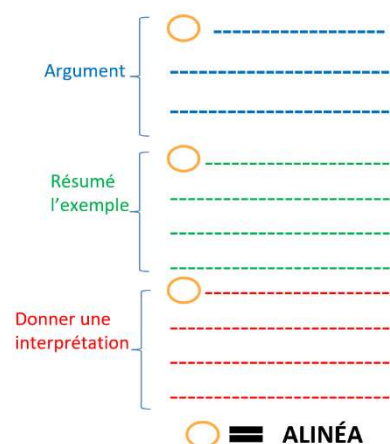 Argument
Résumé
l'exemple
Donner une
interprétation
= ALINÉA